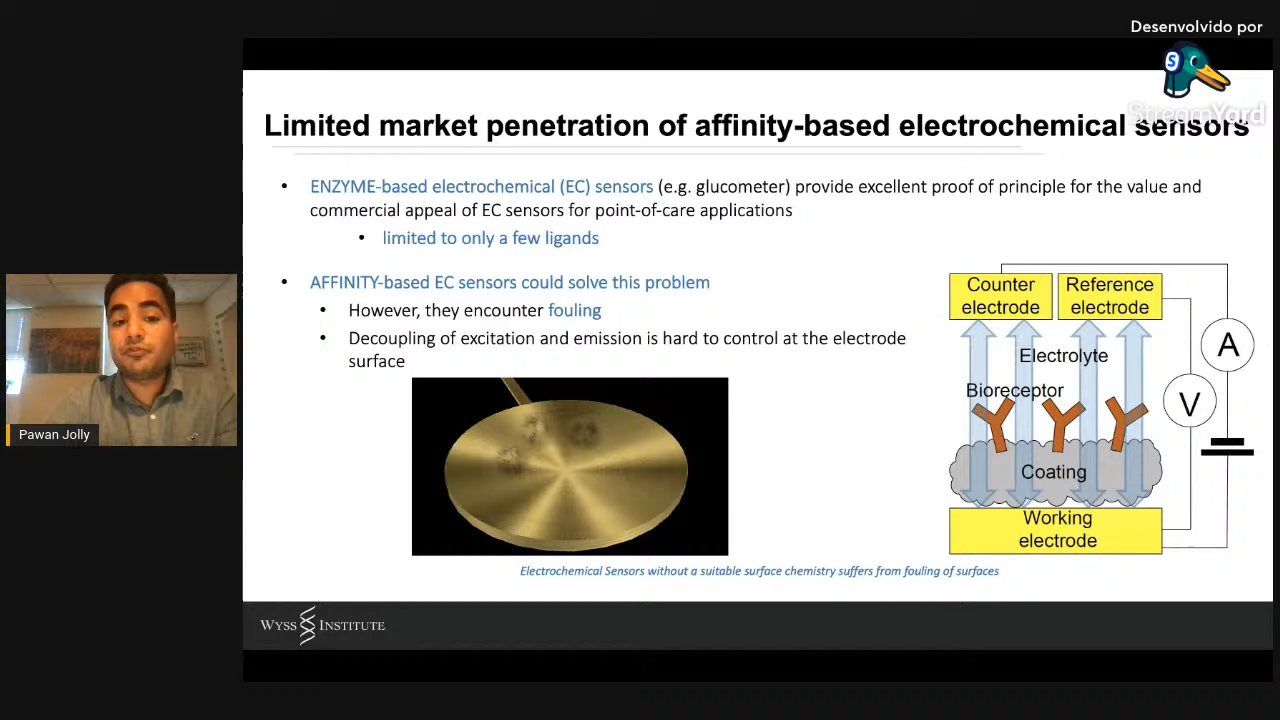 Desenvolvido por
StreamYard
Limited market penetration of affinity-based electrochemical sensors
• ENZYME-based electrochemical (EC) sensors (e.g. glucometer) provide excellent proof of principle for the value and
commercial appeal of EC sensors for point-of-care applications
• limited to only a few ligands
• AFFINITY-based EC sensors could solve this problem
• However, they encounter fouling
• Decoupling of excitation and emission is hard to control at the electrode
surface
Counter
electrode
Reference
electrode
Electrolyte
A
Bioreceptor
V
Coating
Working
electrode
Electrochemical Sensors without a suitable surface chemistry suffers from fouling of surfaces
Pawan Jolly
WYSS INSTITUTE